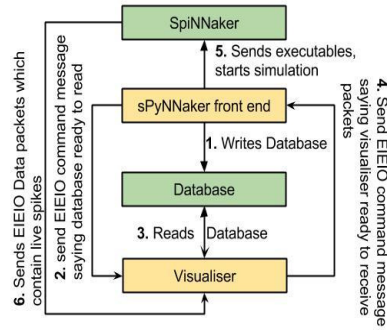 SpiNNaker
5. Sends executables,
starts simulation
sPyNNaker front end
1. Writes Database
Database
3. Reads Database
Visualiser
6. Sends EIEIO Data packets which
contain live spikes
2. send EIEIO command message
saying database ready to read
4. Send EIEIO command message
saying visualiser ready to receive
packets